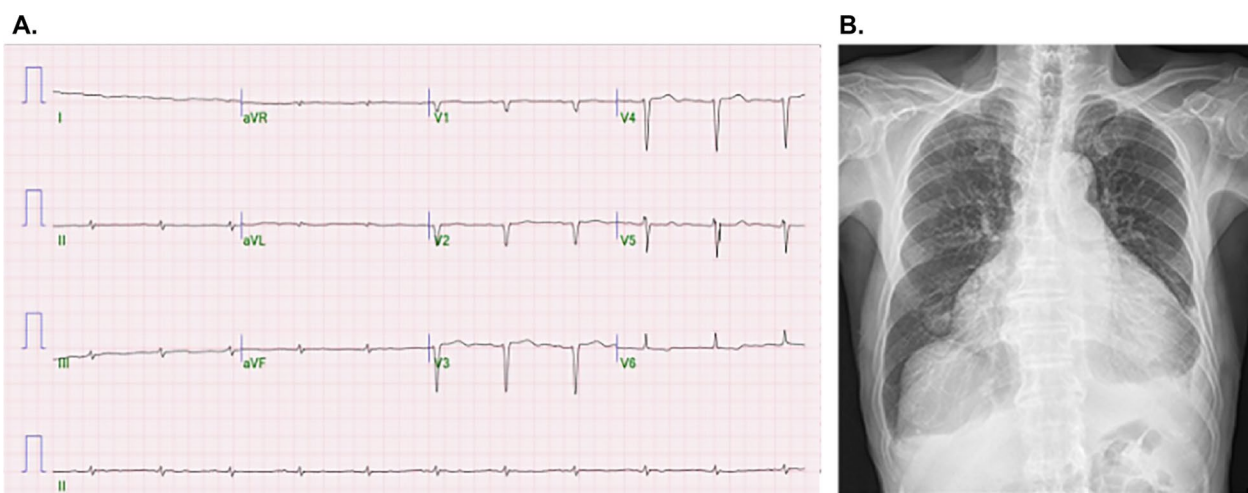 A. B.
I aVR V1 V4
II aVL V2 V5
III aVF V3 V6
II